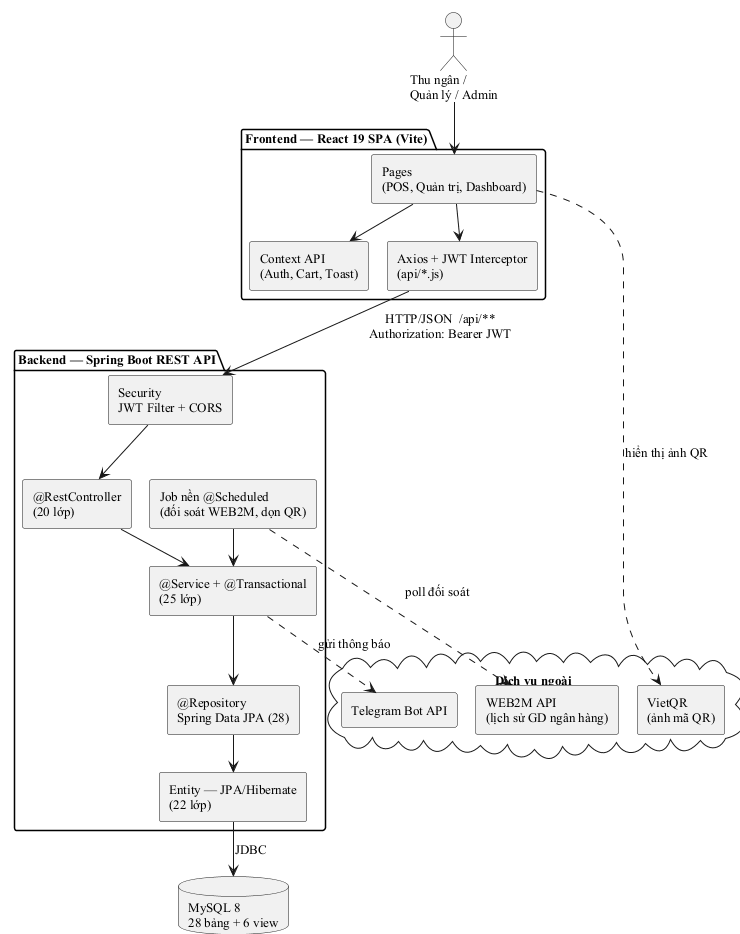 Thu ngân /
Quản lý / Admin
Frontend — React 19 SPA (Vite)
Pages
(POS, Quản trị, Dashboard)
Context API
(Auth, Cart, Toast)
Axios + JWT Interceptor
(api/*.js)
HTTP/JSON  /api/**
Authorization: Bearer JWT
Backend — Spring Boot REST API
Security
JWT Filter + CORS
hiển thị ảnh QR
@RestController
(20 lớp)
Job nền @Scheduled
(đối soát WEB2M, dọn QR)
@Service + @Transactional
(25 lớp)
poll đối soát
gửi thông báo
Dịch vụ ngoài
Telegram Bot API
WEB2M API
(lịch sử GD ngân hàng)
VietQR
(ảnh mã QR)
@Repository
Spring Data JPA (28)
Entity — JPA/Hibernate
(22 lớp)
JDBC
MySQL 8
28 bảng + 6 view